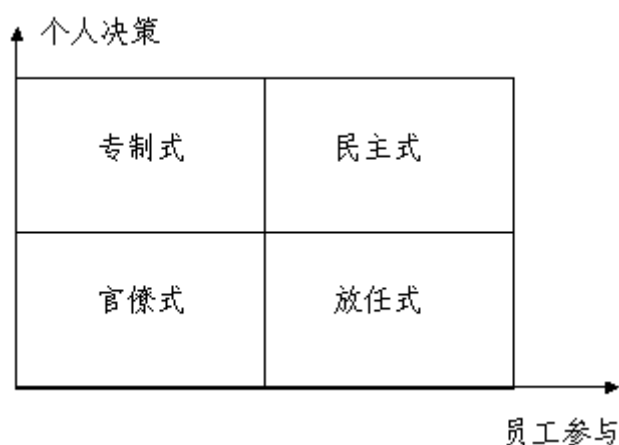 个人决策
专制式 民主式
官僚式 放任式
员工参与